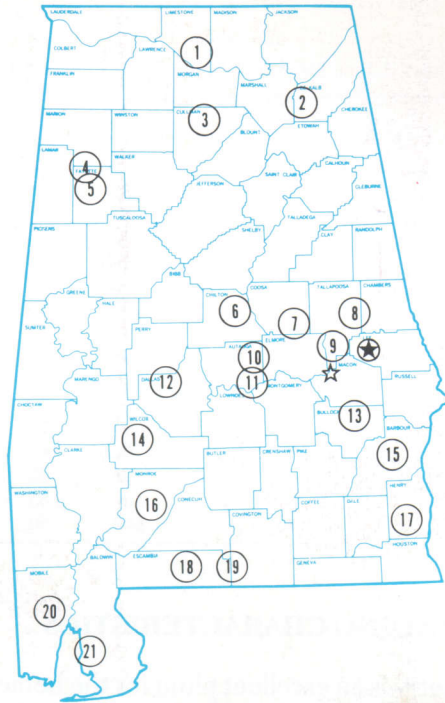 LAUDERDALE
LIMESTONE
MADISON
JACKSON
COLBERT
LAWRENCE
1
FRANKLIN
MORGAN
MARSHALL
2
MARION
WINSTON
CULLMAN
3
CHEROKEE
ETOWAH
BLOUNT
LAMAR
WALKER
CALHOUN
4
5
JEFFERSON
SAINT CLAIR
CLEBURNE
PICKENS
TUSCALOOSA
SHELBY
TALLADEGA
CLAY
RANDOLPH
BIBB
GREENE
HALE
CHILTON
COOSA
TALLAPOOSA
CHAMBERS
SUMTER
PERRY
6
7
8
AUTAUGA
ELMORE
9
10
MACON
MARENGO
DALLAS
12
11
LOWNDES
MONTGOMERY
RUSSELL
CHOCTAW
WILCOX
BULLOCK
13
CLARKE
14
BUTLER
CRENSHAW
PIKE
BARBOUR
15
MONROE
WASHINGTON
16
CONECUH
COFFEE
DALE
HENRY
COVINGTON
17
HOUSTON
BALDWIN
ESCAMBIA
18
19
GENEVA
MOBILE
20
21